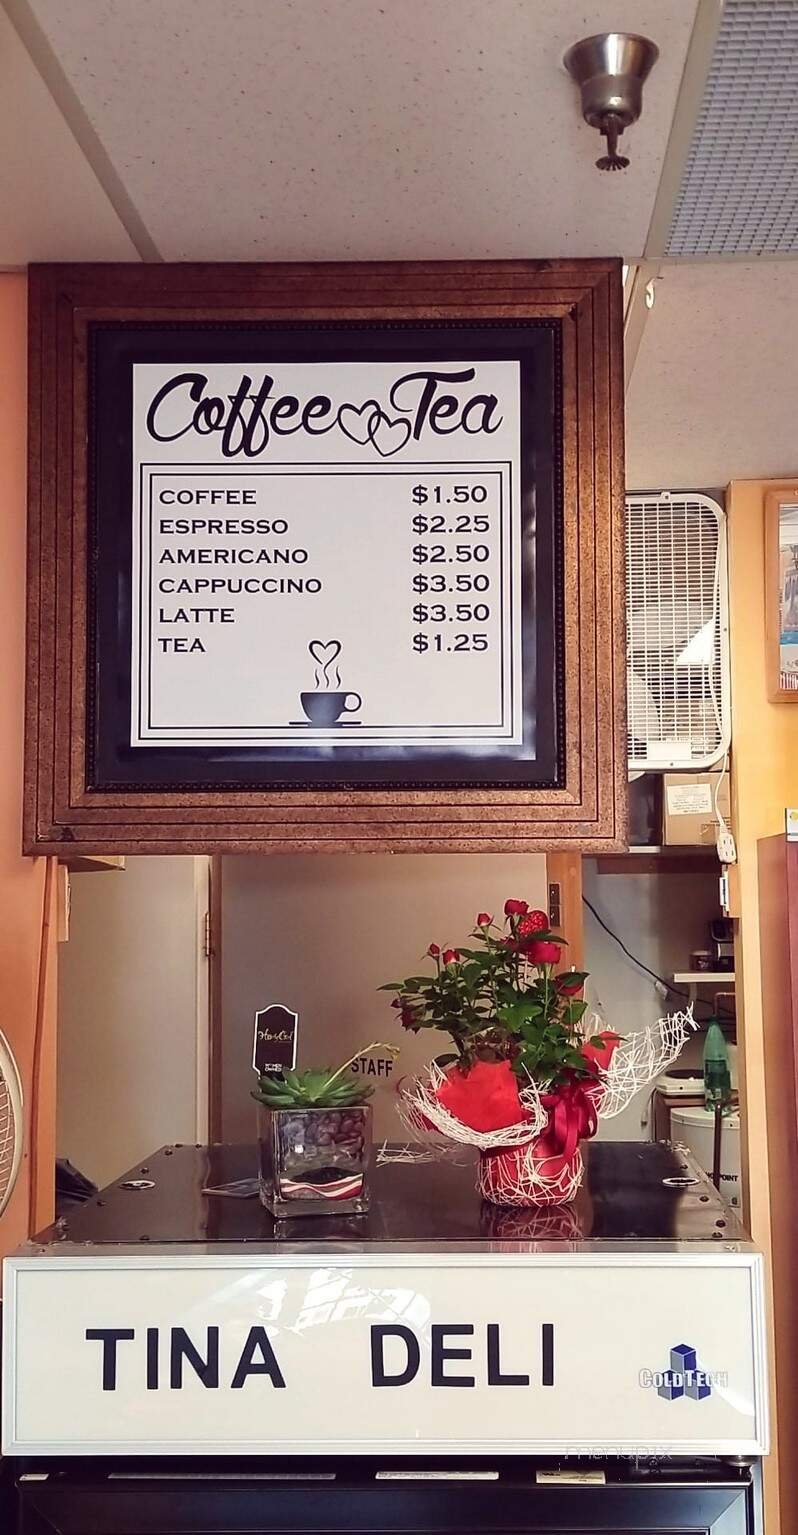 Coffee Tea
COFFEE $1.50
ESPRESSO $2.25
AMERICANO $2.50
CAPPUCCINO $3.50
LATTE $3.50
TEA $1.25
STAFF
TINA DELI
COLDTECH
menupix